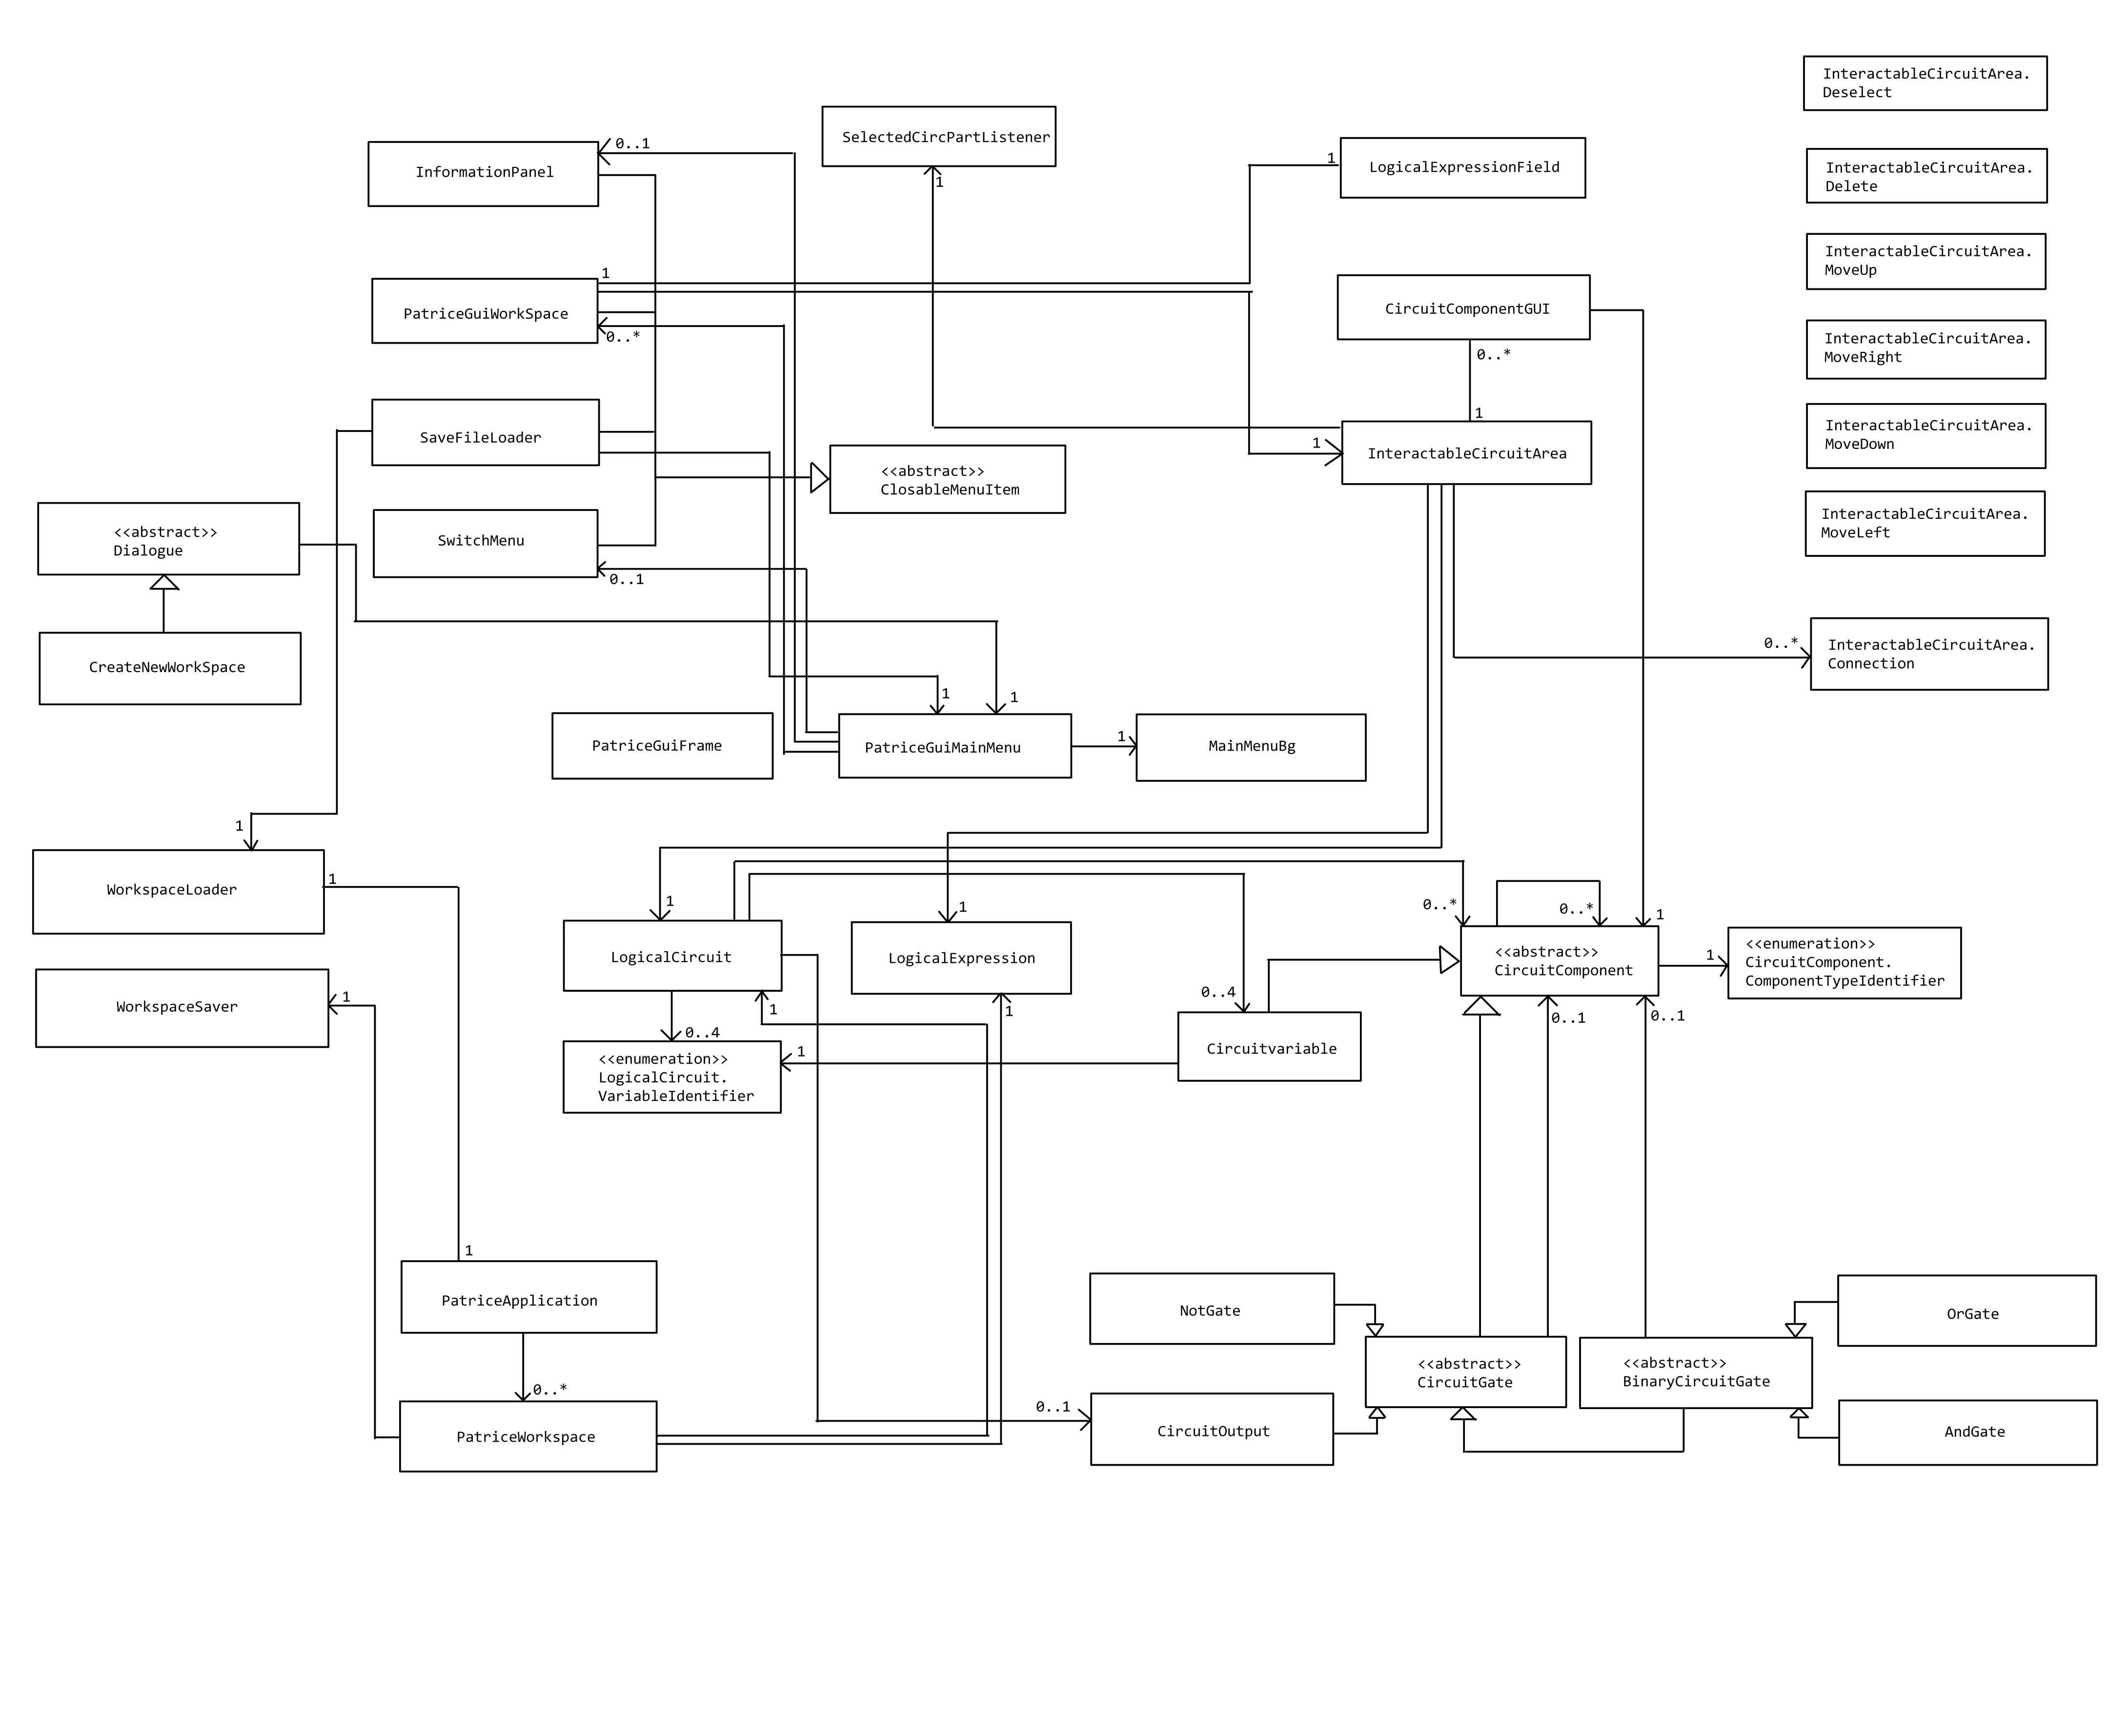 InteractableCircuitArea.
Deselect
SelectedCircPartListener
1
InformationPanel
0..1
LogicalExpressionField
1
InteractableCircuitArea.
Delete
InteractableCircuitArea.
MoveUp
PatriceGuiWorkSpace
1
0..*
CircuitComponentGUI
0..*
1
InteractableCircuitArea.
MoveRight
SaveFileLoader
<<abstract>>
ClosableMenuItem
1
InteractableCircuitArea
InteractableCircuitArea.
MoveDown
<<abstract>>
Dialogue
SwitchMenu
0..1
InteractableCircuitArea.
MoveLeft
CreateNewWorkSpace
0..*
InteractableCircuitArea.
Connection
1
1
PatriceGuiFrame
PatriceGuiMainMenu
1
MainMenuBg
1
WorkspaceLoader
1
1
LogicalCircuit
1
LogicalExpression
0..*
0..*
1
<<abstract>>
CircuitComponent
1
<<enumeration>>
CircuitComponent.
ComponentTypeIdentifier
WorkspaceSaver
1
0..4
1
1
0..4
0..1
0..1
<<enumeration>>
LogicalCircuit.
VariableIdentifier
1
Circuitvariable
1
PatriceApplication
NotGate
OrGate
<<abstract>>
CircuitGate
<<abstract>>
BinaryCircuitGate
0..*
PatriceWorkspace
0..1
CircuitOutput
AndGate